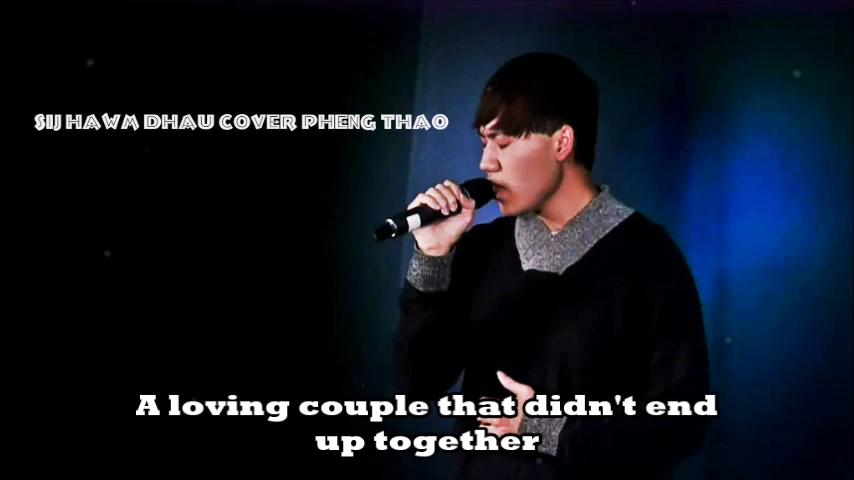 SIJ HAWM DHAU COVER PHENG THAO
A loving couple that didn't end
up together